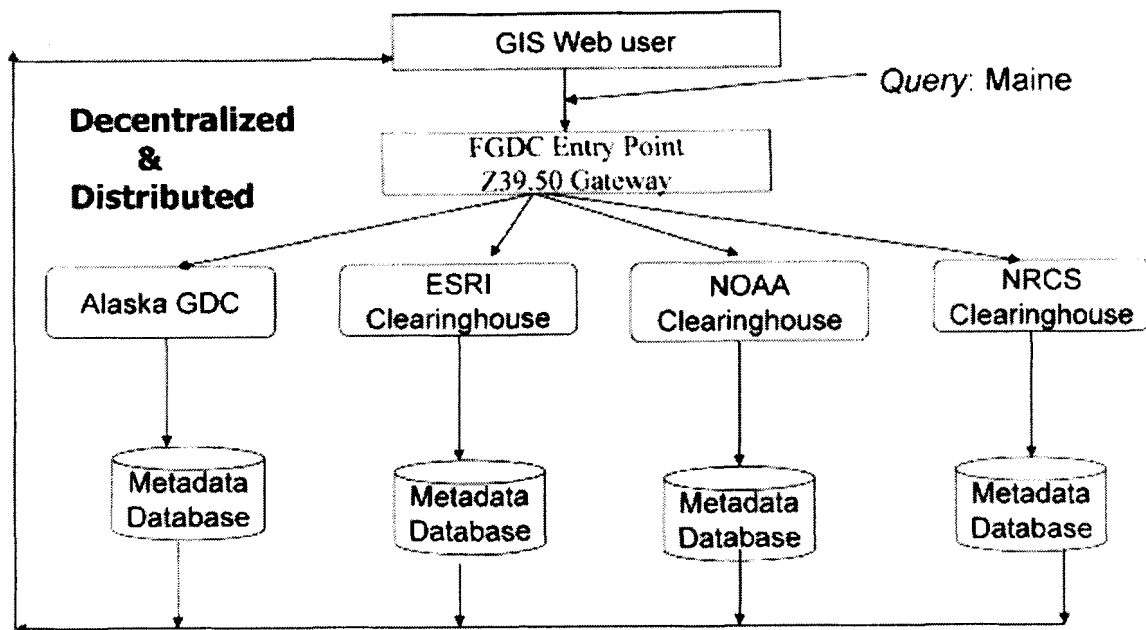 GIS Web user
Query: Maine
Decentralized
&
Distributed
FGDC Entry Point
Z39.50 Gateway
Alaska GDC
ESRI
Clearinghouse
NOAA
Clearinghouse
NRCS
Clearinghouse
Metadata
Database
Metadata
Database
Metadata
Database
Metadata
Database